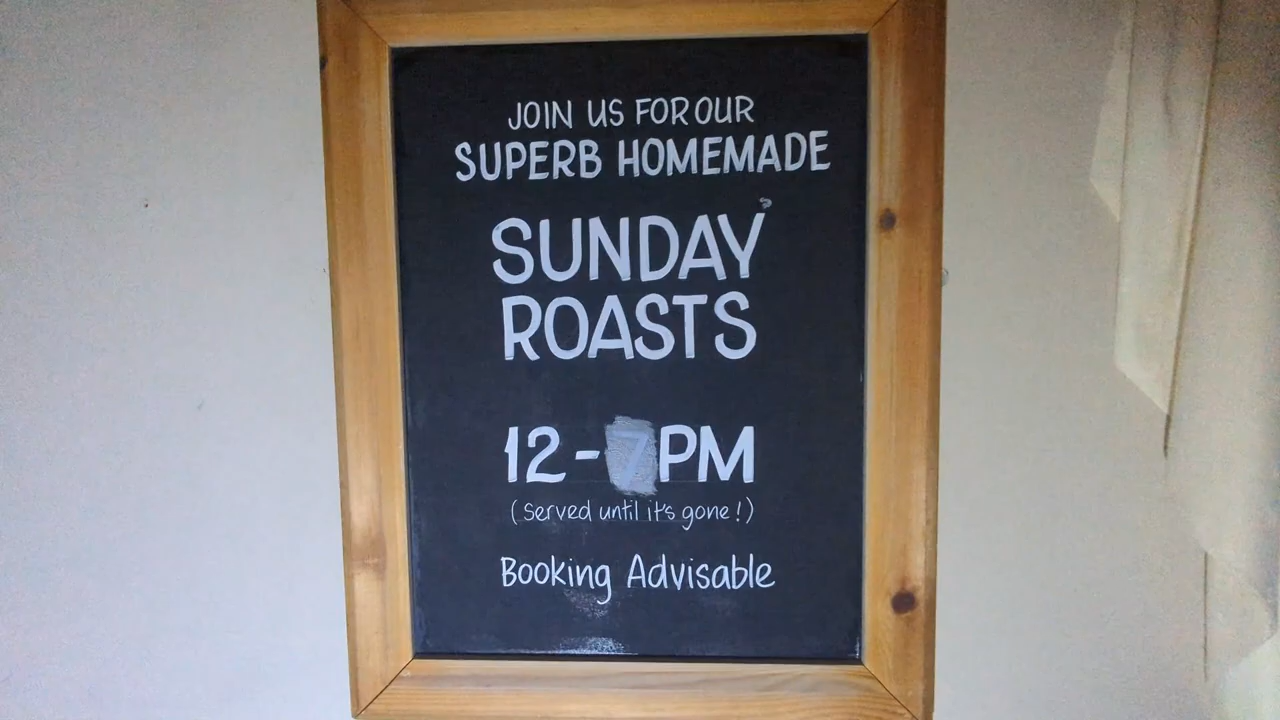 JOIN US FOR OUR
SUPERB HOMEMADE
SUNDAY
ROASTS
12-7PM
(Served until it's gone!)
Booking Advisable